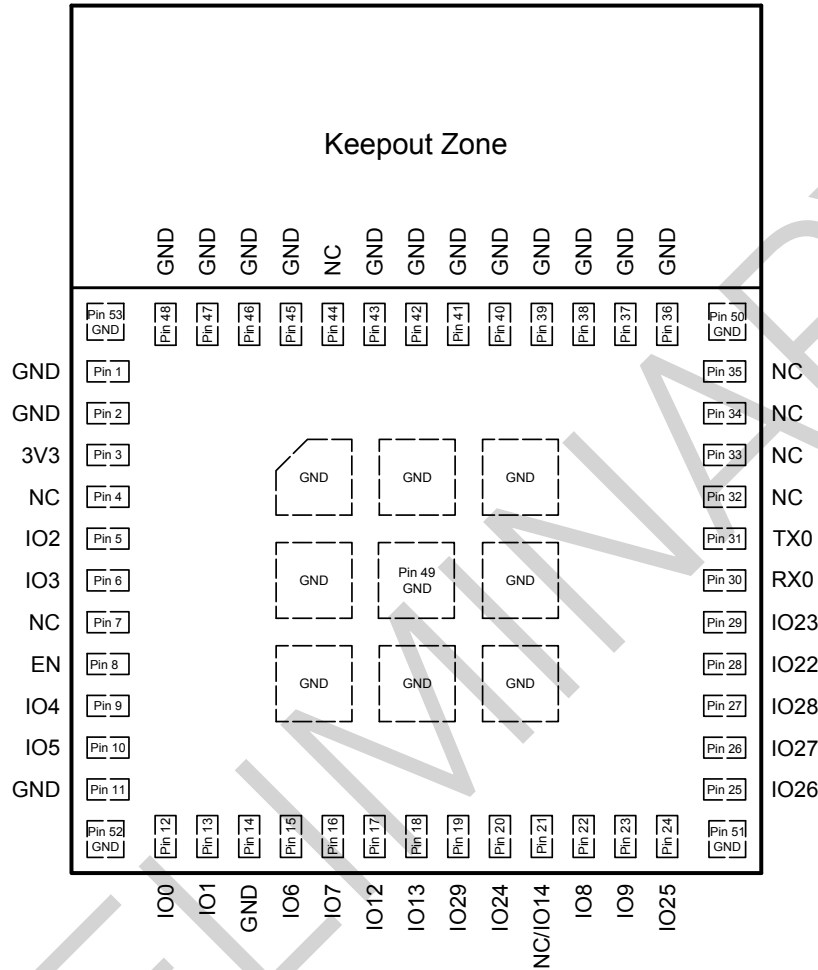 Keepout Zone
GND
GND
GND
GND
NC
GND
GND
GND
GND
GND
GND
GND
GND
Pin 53
GND
Pin 48
Pin 47
Pin 46
Pin 45
Pin 44
Pin 43
Pin 42
Pin 41
Pin 40
Pin 39
Pin 38
Pin 37
Pin 36
Pin 50
GND
GND
Pin 1
Pin 35
NC
GND
Pin 2
Pin 34
NC
3V3
Pin 3
Pin 33
NC
NC
Pin 4
Pin 32
NC
IO2
Pin 5
Pin 31
TX0
IO3
Pin 6
Pin 30
RX0
NC
Pin 7
Pin 29
IO23
EN
Pin 8
Pin 28
IO22
IO4
Pin 9
Pin 27
IO28
IO5
Pin 10
Pin 26
IO27
GND
Pin 11
Pin 25
IO26
GND
GND
GND
GND
Pin 49
GND
GND
GND
GND
GND
Pin 52
GND
Pin 12
Pin 13
Pin 14
Pin 15
Pin 16
Pin 17
Pin 18
Pin 19
Pin 20
Pin 21
Pin 22
Pin 23
Pin 24
Pin 51
GND
IO0
IO1
GND
IO6
IO7
IO12
IO13
IO29
IO24
NC/IO14
IO8
IO9
IO25